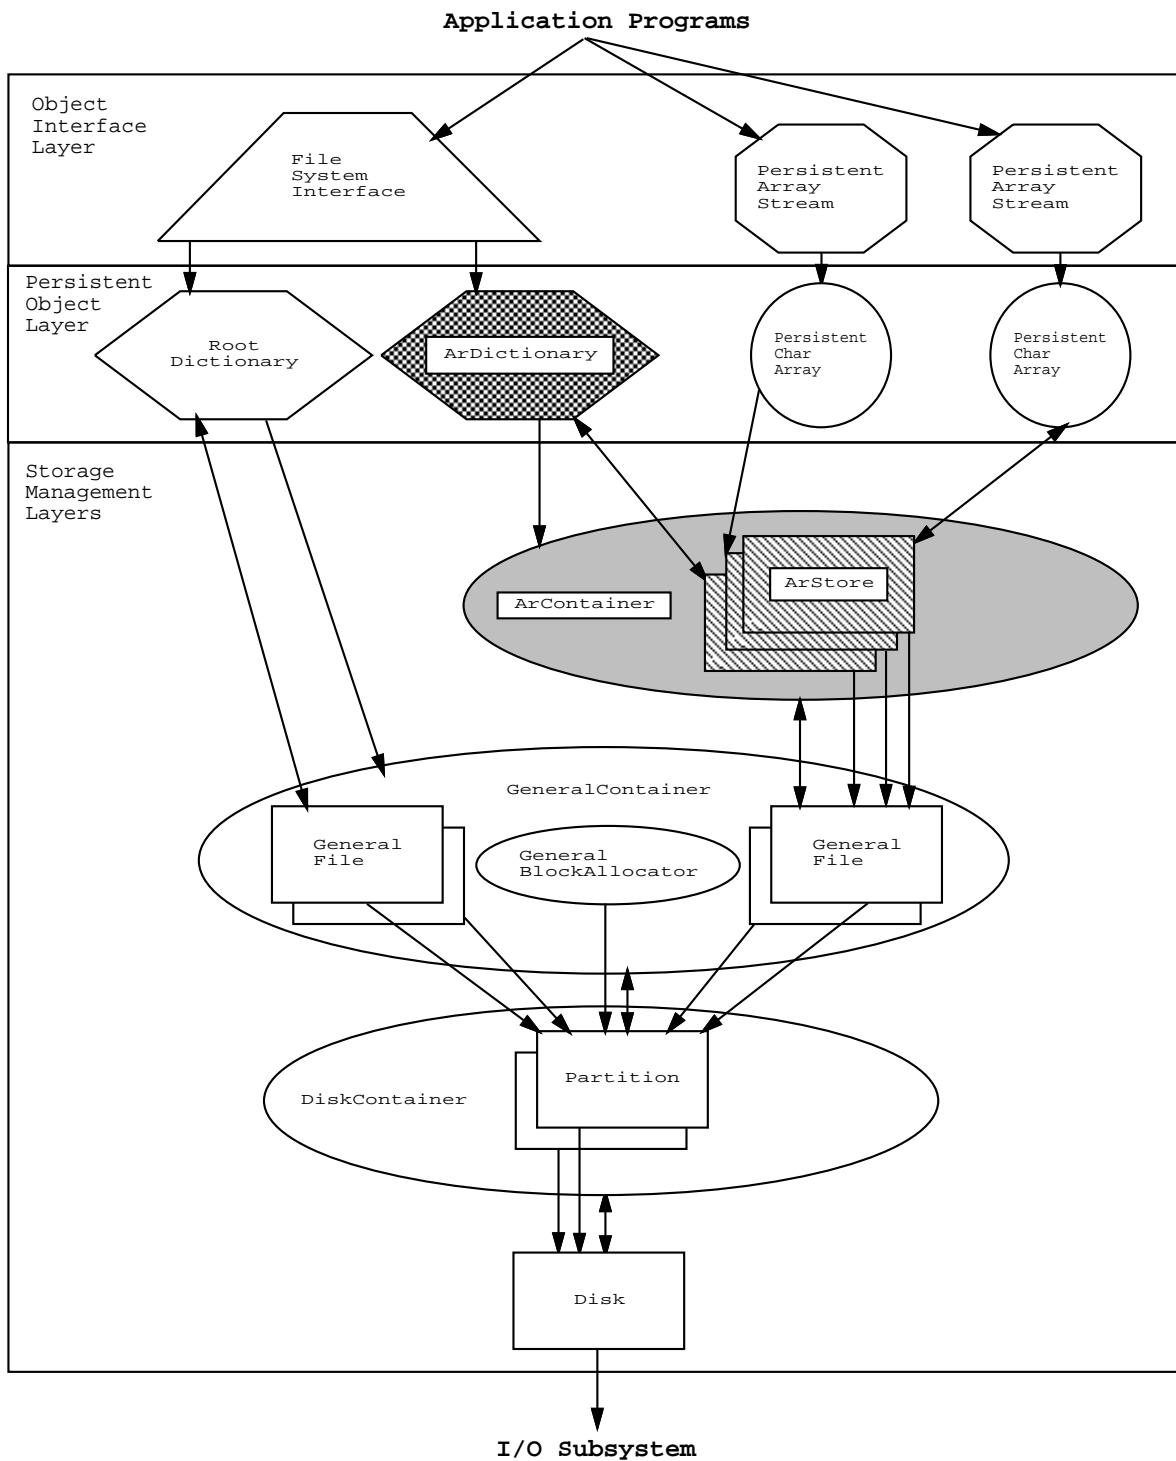 Application Programs
Object
Interface
Layer
File
System
Interface
Persistent
Array
Stream
Persistent
Array
Stream
Persistent
Object
Layer
Root
Dictionary
ArDictionary
Persistent
Char
Array
Persistent
Char
Array
Storage
Management
Layers
ArStore
ArContainer
GeneralContainer
General
File
General
BlockAllocator
General
File
Partition
DiskContainer
Disk
I/O Subsystem